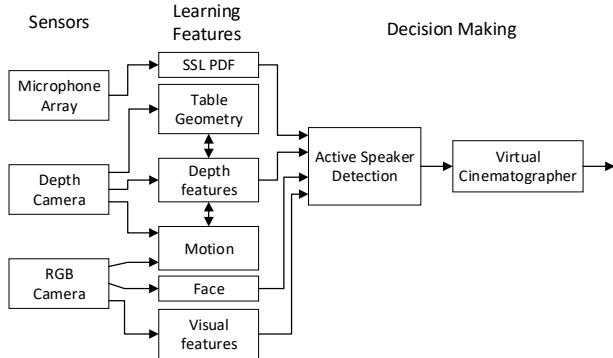 Sensors
Learning
Features
Decision Making
Microphone
Array
Depth
Camera
RGB
Camera
SSL PDF
Table
Geometry
Depth
features
Motion
Face
Visual
features
Active Speaker
Detection
Virtual
Cinematographer